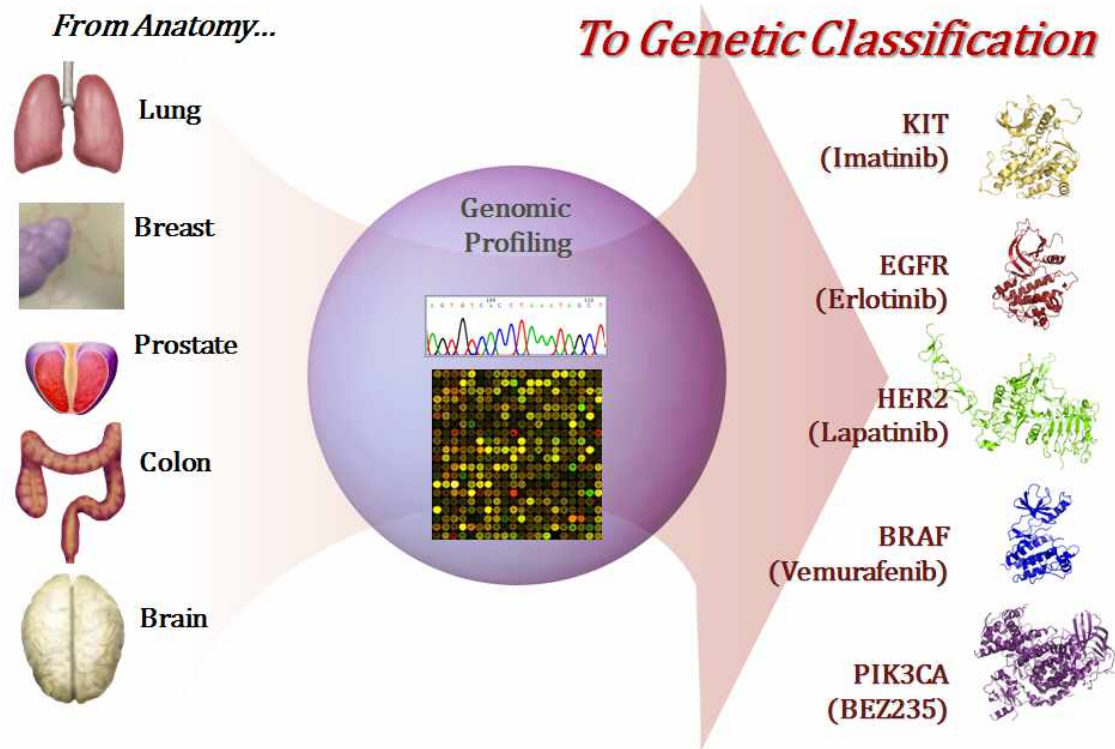 From Anatomy...
To Genetic Classification
Lung
Breast
Prostate
Colon
Brain
Genomic
Profiling
KIT
(Imatinib)
EGFR
(Erlotinib)
HER2
(Lapatinib)
BRAF
(Vemurafenib)
PIK3CA
(BEZ235)